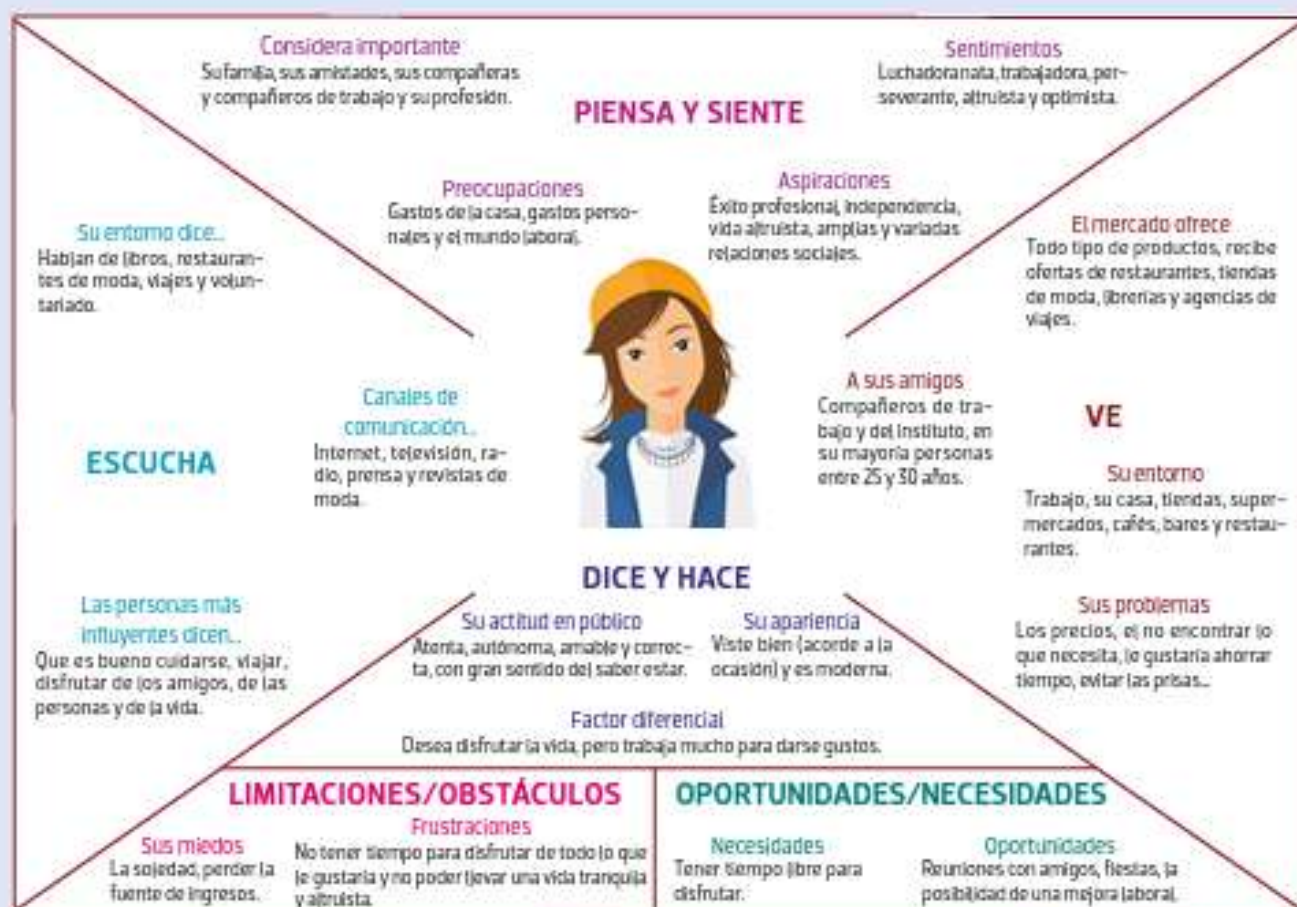 Considera importante
Su familia, sus amistades, sus compañeras
y compañeros de trabajo y su profesión.
Sentimientos
Luchadora nata, trabajadora, per-
severante, altruista y optimista.
PIENSA Y SIENTE
Preocupaciones
Gastos de la casa, gastos perso-
nales y el mundo laboral.
Aspiraciones
Éxito profesional, independencia,
vida altruista, amplias y variadas
relaciones sociales.
Su entorno dice...
Hablan de libros, restauran-
tes de moda, viajes y volun-
tariado.
El mercado ofrece
Todo tipo de productos, recibe
ofertas de restaurantes, tiendas
de moda, librerías y agencias de
viajes.
Canales de
comunicación...
Internet, televisión, ra-
dio, prensa y revistas de
moda.
ESCUCHA
A sus amigos
Compañeros de tra-
bajo y del instituto, en
su mayoría personas
entre 25 y 30 años.
VE
Su entorno
Trabajo, su casa, tiendas, super-
mercados, cafés, bares y restau-
rantes.
Las personas más
influyentes dicen...
Que es bueno cuidarse, viajar,
disfrutar de los amigos, de las
personas y de la vida.
DICE Y HACE
Su actitud en público
Atenta, autónoma, amable y correc-
ta, con gran sentido del saber estar.
Su apariencia
Viste bien (acorde a la
ocasión) y es moderna.
Sus problemas
Los precios, el no encontrar lo
que necesita, le gustaría ahorrar
tiempo, evitar las prisas...
Factor diferencial
Desea disfrutar la vida, pero trabaja mucho para darse gustos.
LIMITACIONES/OBSTÁCULOS
Sus miedos
La soledad, perder la
fuente de ingresos.
Frustraciones
No tener tiempo para disfrutar de todo lo que
le gustaría y no poder llevar una vida tranquila
y altruista.
OPORTUNIDADES/NECESIDADES
Necesidades
Tener tiempo libre para
disfrutar.
Oportunidades
Reuniones con amigos, fiestas, la
posibilidad de una mejora laboral.